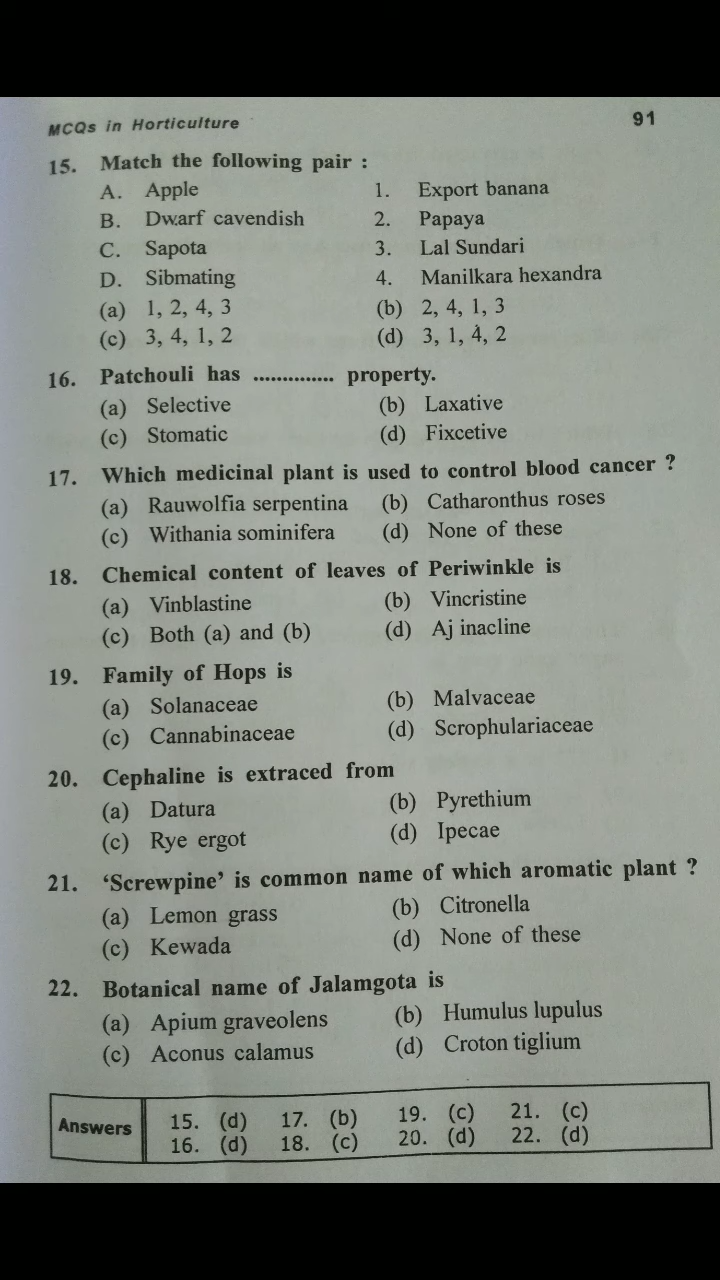 MCQs in Horticulture 91
15. Match the following pair :
A. Apple 1. Export banana
B. Dwarf cavendish 2. Papaya
C. Sapota 3. Lal Sundari
D. Sibmating 4. Manilkara hexandra
(a) 1, 2, 4, 3 (b) 2, 4, 1, 3
(c) 3, 4, 1, 2 (d) 3, 1, 4, 2
16. Patchouli has .............. property.
(a) Selective (b) Laxative
(c) Stomatic (d) Fixcetive
17. Which medicinal plant is used to control blood cancer ?
(a) Rauwolfia serpentina (b) Catharonthus roses
(c) Withania sominifera (d) None of these
18. Chemical content of leaves of Periwinkle is
(a) Vinblastine (b) Vincristine
(c) Both (a) and (b) (d) Aj inacline
19. Family of Hops is
(a) Solanaceae (b) Malvaceae
(c) Cannabinaceae (d) Scrophulariaceae
20. Cephaline is extraced from
(a) Datura (b) Pyrethium
(c) Rye ergot (d) Ipecae
21. ‘Screwpine’ is common name of which aromatic plant ?
(a) Lemon grass (b) Citronella
(c) Kewada (d) None of these
22. Botanical name of Jalamgota is
(a) Apium graveolens (b) Humulus lupulus
(c) Aconus calamus (d) Croton tiglium
Answers 15. (d) 17. (b) 19. (c) 21. (c)
16. (d) 18. (c) 20. (d) 22. (d)